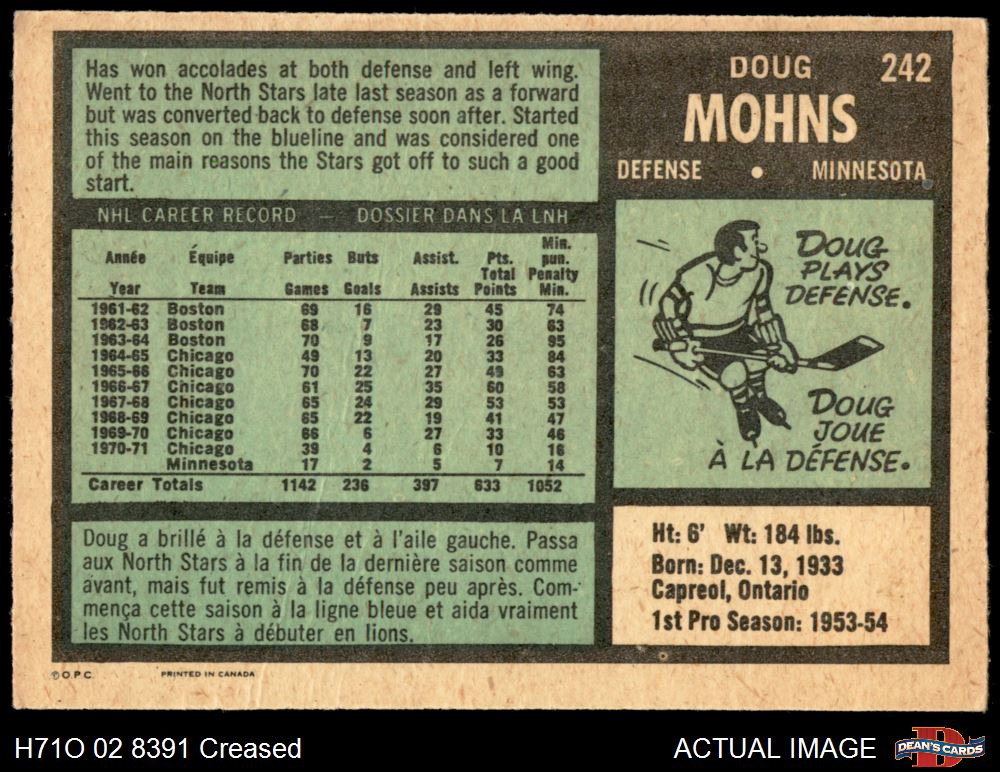 Has won accolades at both defense and left wing.
Went to the North Stars late last season as a forward
but was converted back to defense soon after. Started
this season on the blueline and was considered one
of the main reasons the Stars got off to such a good
start.
DOUG 242
MOHNS
DEFENSE • MINNESOTA
NHL CAREER RECORD — DOSSIER DANS LA LNH
Année Équipe Parties Buts Assist. Pts. Min. pun.
Year Team Games Goals Assists Total Points Penalty Min.
1961-62 Boston 69 16 29 45 74
1962-63 Boston 68 7 23 30 63
1963-64 Boston 70 9 17 26 95
1964-65 Chicago 49 13 20 33 84
1965-66 Chicago 70 22 27 49 63
1966-67 Chicago 61 25 35 60 58
1967-68 Chicago 65 24 29 53 53
1968-69 Chicago 65 22 19 41 47
1969-70 Chicago 66 6 27 33 46
1970-71 Chicago 39 4 6 10 16
Minnesota 17 2 5 7 14
Career Totals 1142 236 397 633 1052
DOUG
PLAYS
DEFENSE.
DOUG
JOUE
À LA DÉFENSE.
Doug a brillé à la défense et à l'aile gauche. Passa
aux North Stars à la fin de la dernière saison comme
avant, mais fut remis à la défense peu après. Com-
mença cette saison à la ligne bleue et aida vraiment
les North Stars à débuter en lions.
Ht: 6' Wt: 184 lbs.
Born: Dec. 13, 1933
Capreol, Ontario
1st Pro Season: 1953-54
© O.P.C. PRINTED IN CANADA
H71O 02 8391 Creased
ACTUAL IMAGE
DEAN'S CARDS